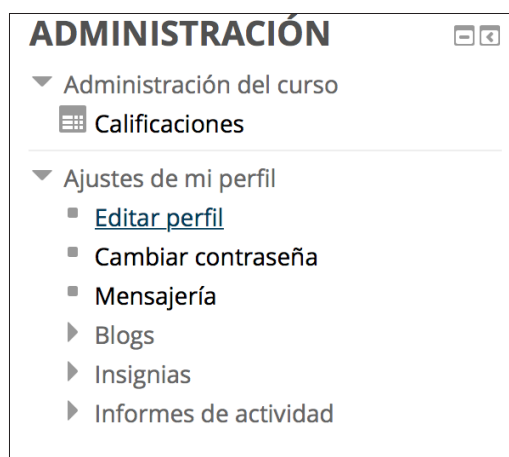 ADMINISTRACIÓN
Administración del curso
Calificaciones
Ajustes de mi perfil
Editar perfil
Cambiar contraseña
Mensajería
Blogs
Insignias
Informes de actividad